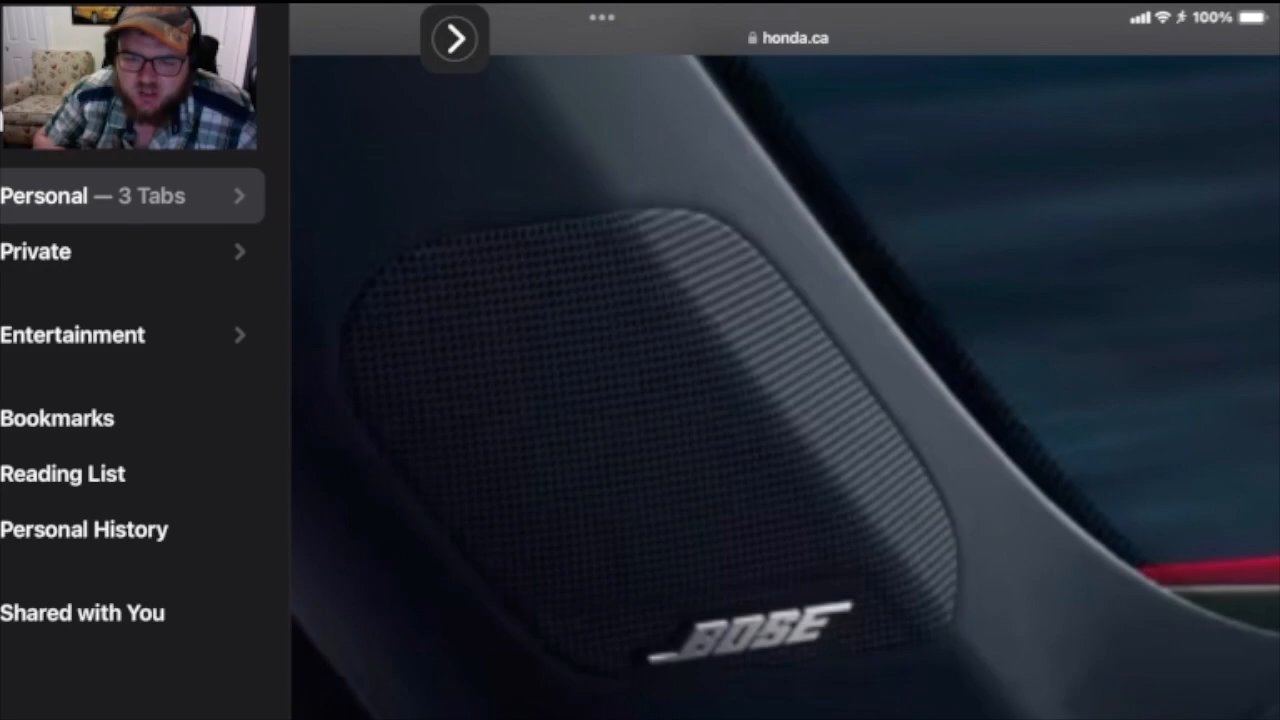 100%
honda.ca
Personal — 3 Tabs
Private
Entertainment
Bookmarks
Reading List
Personal History
Shared with You
BOSE